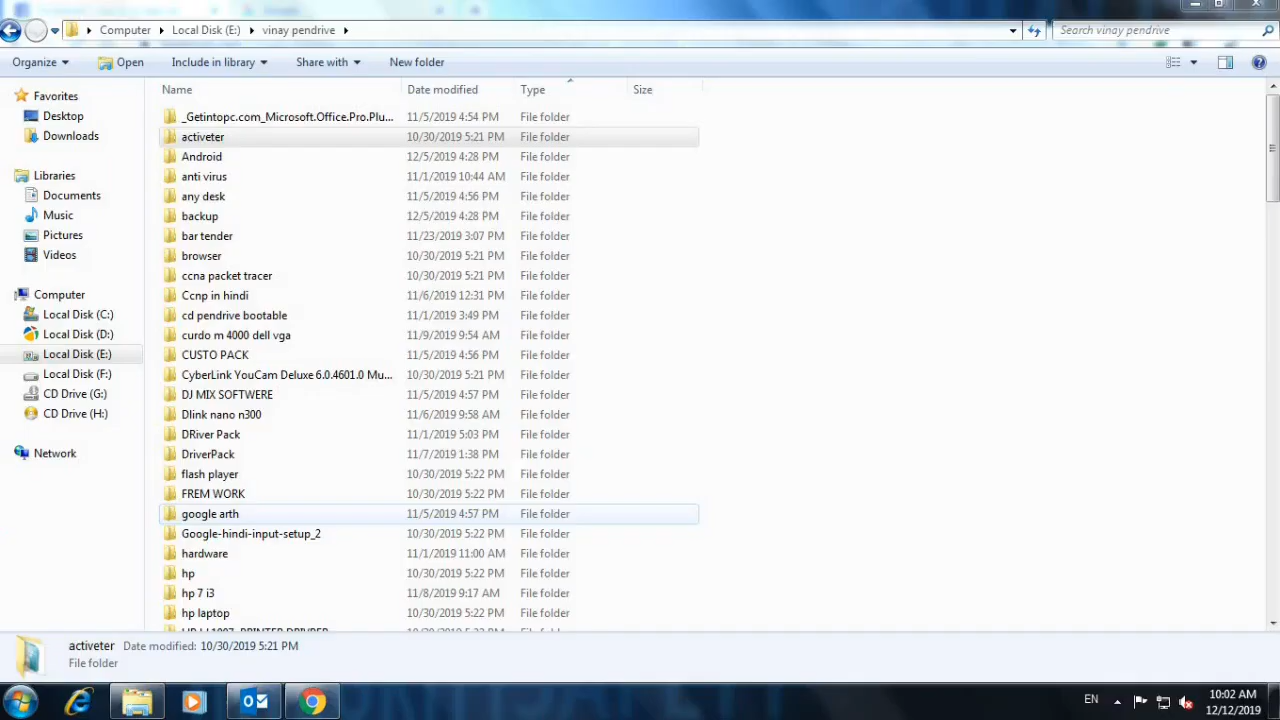 Computer Local Disk (E:) vinay pendrive Search vinay pendrive
Organize Open Include in library Share with New folder
Name Date modified Type Size
Favorites
Desktop
Downloads
Libraries
Documents
Music
Pictures
Videos
Computer
Local Disk (C:)
Local Disk (D:)
Local Disk (E:)
Local Disk (F:)
CD Drive (G:)
CD Drive (H:)
Network
_Getintopc.com_Microsoft.Office.Pro.Plu... 11/5/2019 4:54 PM File folder
activeter 10/30/2019 5:21 PM File folder
Android 12/5/2019 4:28 PM File folder
anti virus 11/1/2019 10:44 AM File folder
any desk 11/5/2019 4:56 PM File folder
backup 12/5/2019 4:28 PM File folder
bar tender 11/23/2019 3:07 PM File folder
browser 10/30/2019 5:21 PM File folder
ccna packet tracer 10/30/2019 5:21 PM File folder
Ccnp in hindi 11/6/2019 12:31 PM File folder
cd pendrive bootable 11/1/2019 3:49 PM File folder
curdo m 4000 dell vga 11/9/2019 9:54 AM File folder
CUSTO PACK 11/5/2019 4:56 PM File folder
CyberLink YouCam Deluxe 6.0.4601.0 Mu... 10/30/2019 5:21 PM File folder
DJ MIX SOFTWERE 11/5/2019 4:57 PM File folder
Dlink nano n300 11/6/2019 9:58 AM File folder
DRiver Pack 11/1/2019 5:03 PM File folder
DriverPack 11/7/2019 1:38 PM File folder
flash player 10/30/2019 5:22 PM File folder
FREM WORK 10/30/2019 5:22 PM File folder
google arth 11/5/2019 4:57 PM File folder
Google-hindi-input-setup_2 10/30/2019 5:22 PM File folder
hardware 11/1/2019 11:00 AM File folder
hp 10/30/2019 5:22 PM File folder
hp 7 i3 11/8/2019 9:17 AM File folder
hp laptop 10/30/2019 5:22 PM File folder
activeter Date modified: 10/30/2019 5:21 PM
File folder
EN 10:02 AM
12/12/2019